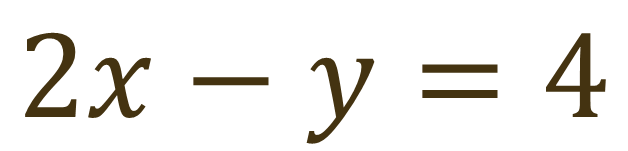 2x − y = 4